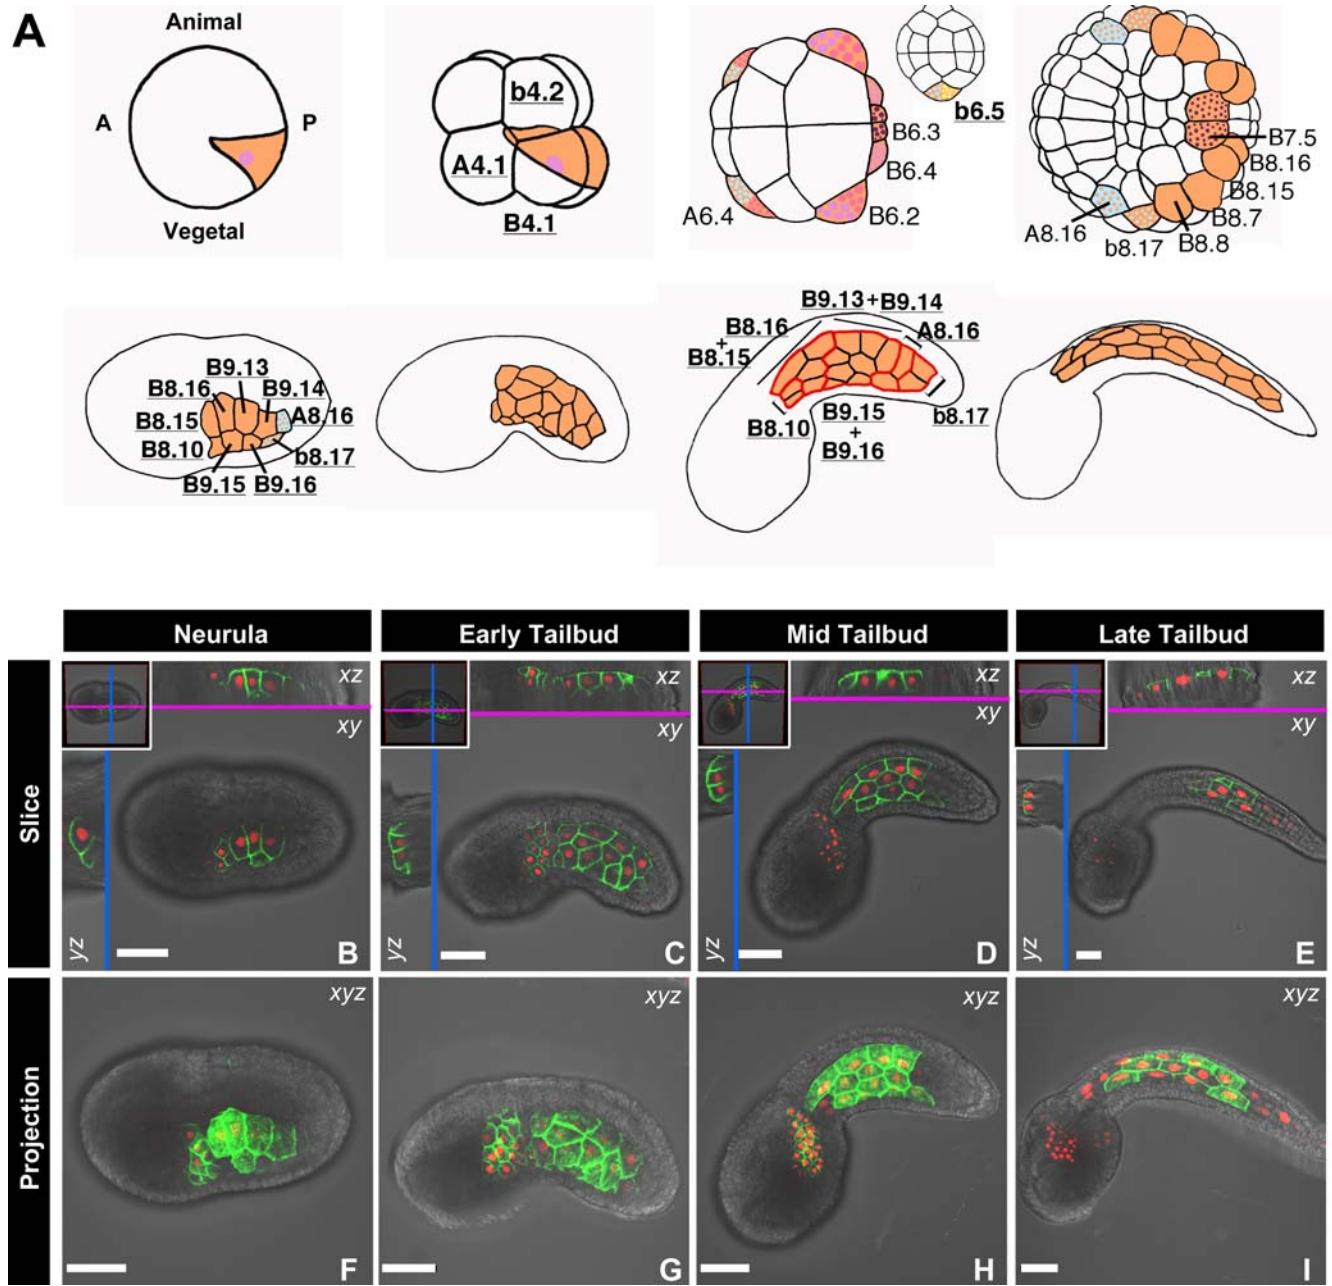 A
Animal
A
P
Vegetal
b4.2
A4.1
B4.1
b6.5
B6.3
B6.4
A6.4
B6.2
B7.5
B8.16
B8.15
B8.7
B8.8
A8.16
b8.17
B9.13
B8.16
B9.14
B8.15
A8.16
B8.10
b8.17
B9.15
B9.16
B9.13+B9.14
B8.16
A8.16
+
B8.15
B8.10
B9.15
b8.17
+
B9.16
Neurula
Early Tailbud
Mid Tailbud
Late Tailbud
Slice
xz
xy
yz
B
xz
xy
yz
C
xz
xy
yz
D
xz
xy
yz
E
Projection
xyz
F
xyz
G
xyz
H
xyz
I